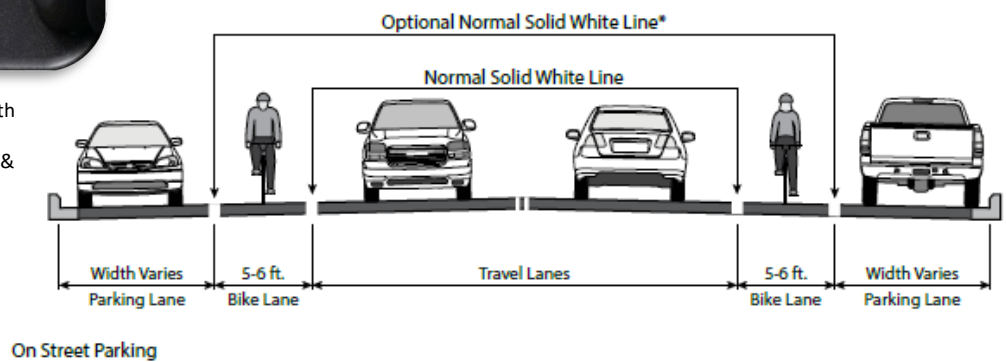 Optional Normal Solid White Line*
Normal Solid White Line
th
&
Width Varies
Parking Lane
5-6 ft.
Bike Lane
Travel Lanes
5-6 ft.
Bike Lane
Width Varies
Parking Lane
On Street Parking